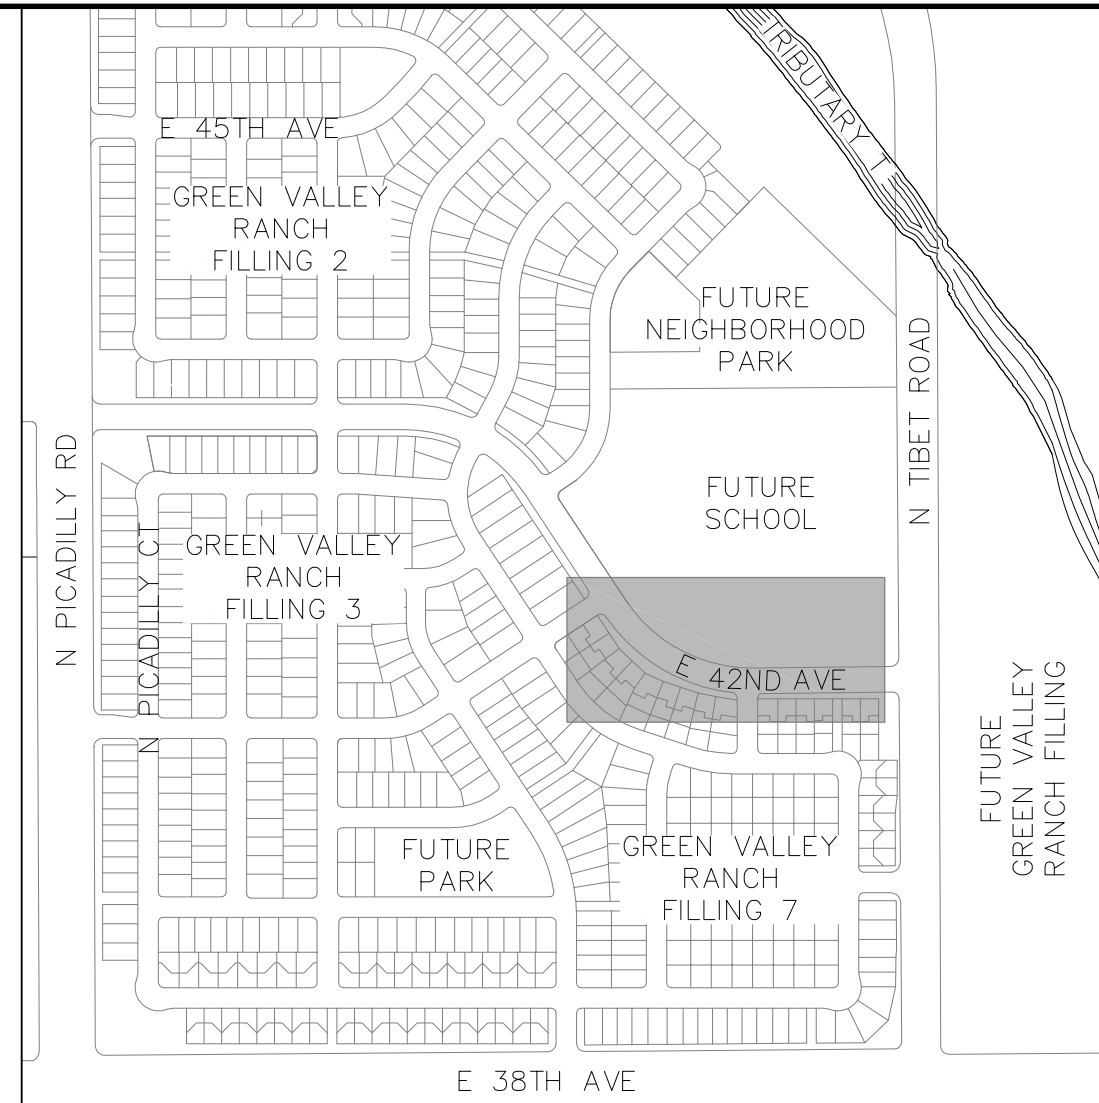 TRIBUTARY T
E 45TH AVE
GREEN VALLEY
RANCH
FILLING 2
FUTURE
NEIGHBORHOOD
PARK
N TIBET ROAD
N PICADILLY RD
FUTURE
SCHOOL
N PICADILLY CT
GREEN VALLEY
RANCH
FILLING 3
E 42ND AVE
FUTURE
GREEN VALLEY
RANCH FILLING
FUTURE
PARK
GREEN VALLEY
RANCH
FILLING 7
E 38TH AVE